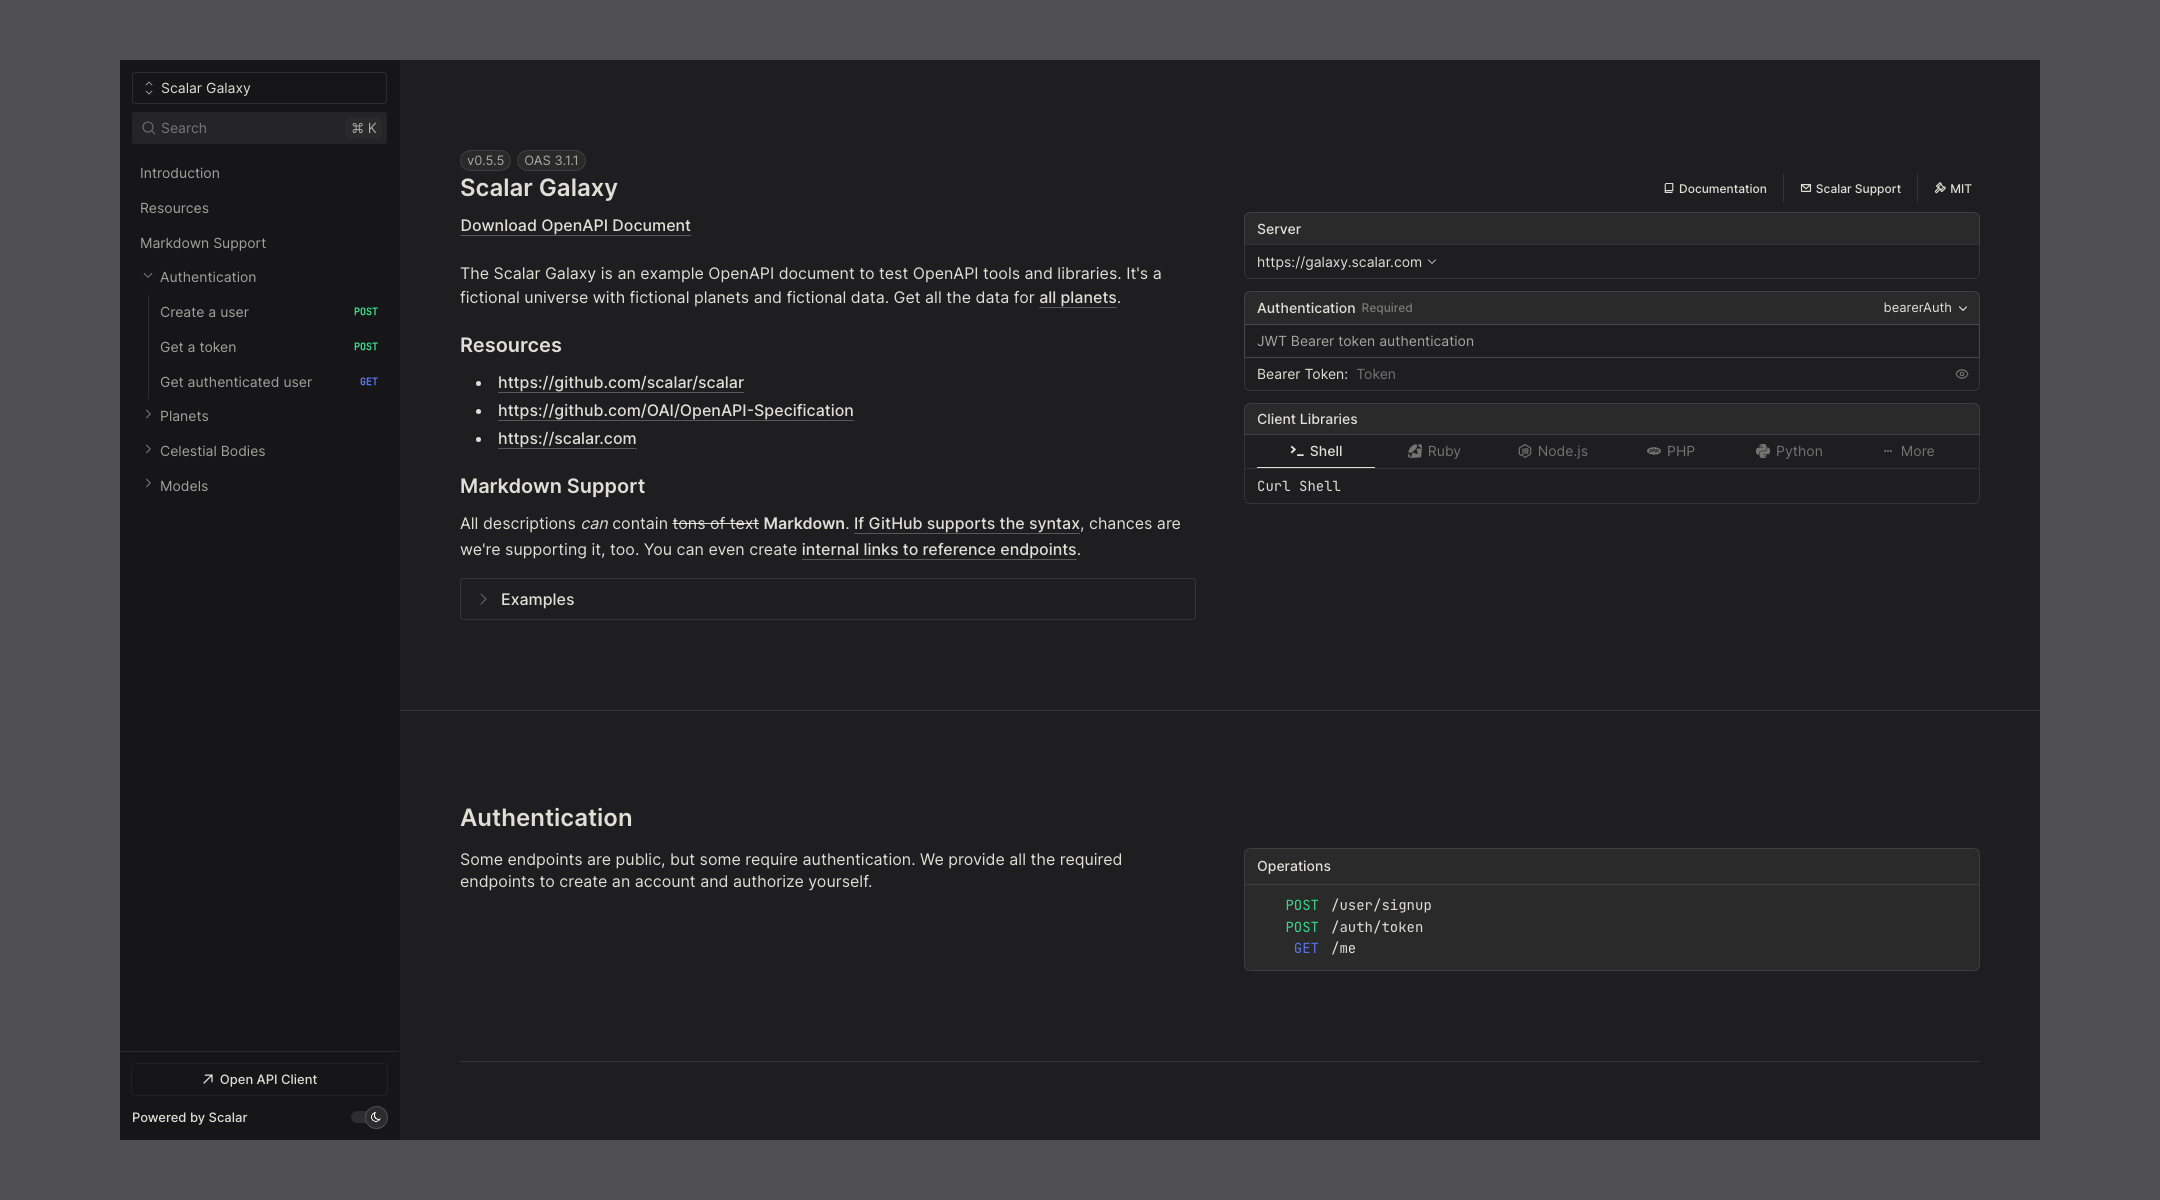 Scalar Galaxy
Search
⌘ K
Introduction
Resources
Markdown Support
Authentication
Create a user POST
Get a token POST
Get authenticated user GET
Planets
Celestial Bodies
Models
Open API Client
Powered by Scalar
v0.5.5 OAS 3.1.1
Scalar Galaxy
Download OpenAPI Document
The Scalar Galaxy is an example OpenAPI document to test OpenAPI tools and libraries. It's a
fictional universe with fictional planets and fictional data. Get all the data for all planets.
Resources
• https://github.com/scalar/scalar
• https://github.com/OAI/OpenAPI-Specification
• https://scalar.com
Markdown Support
All descriptions can contain tons of text Markdown. If GitHub supports the syntax, chances are
we're supporting it, too. You can even create internal links to reference endpoints.
Examples
Documentation Scalar Support MIT
Server
https://galaxy.scalar.com
Authentication Required bearerAuth
JWT Bearer token authentication
Bearer Token: Token
Client Libraries
Shell Ruby Node.js PHP Python More
Curl Shell
Authentication
Some endpoints are public, but some require authentication. We provide all the required
endpoints to create an account and authorize yourself.
Operations
POST /user/signup
POST /auth/token
GET /me